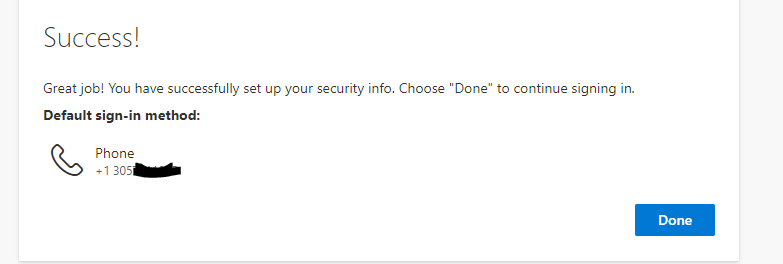 Success!
Great job! You have successfully set up your security info. Choose "Done" to continue signing in.
Default sign-in method:
Phone
+1 305
Done